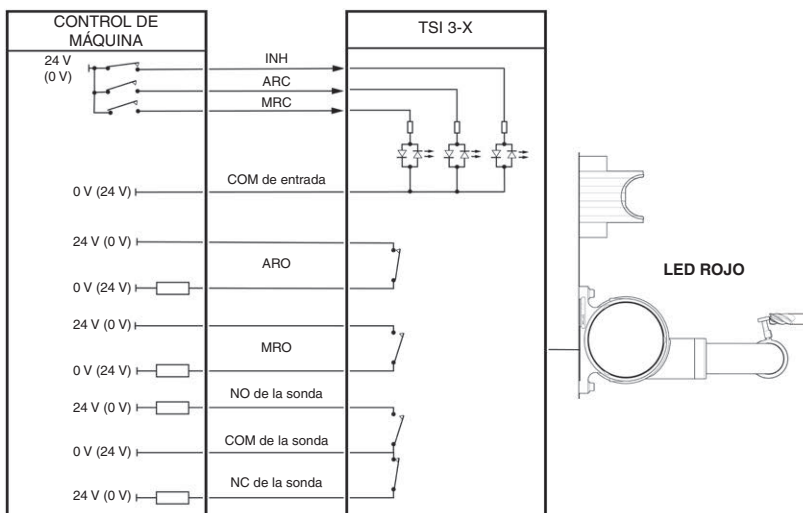 CONTROL DE
MÁQUINA
TSI 3-X
24 V
(0 V)
INH
ARC
MRC
COM de entrada
0 V (24 V)
24 V (0 V)
ARO
0 V (24 V)
24 V (0V)
MRO
0 V (24 V)
NO de la sonda
24 V (0 V)
COM de la sonda
0 V (24 V)
NC de la sonda
24 V (0 V)
LED ROJO